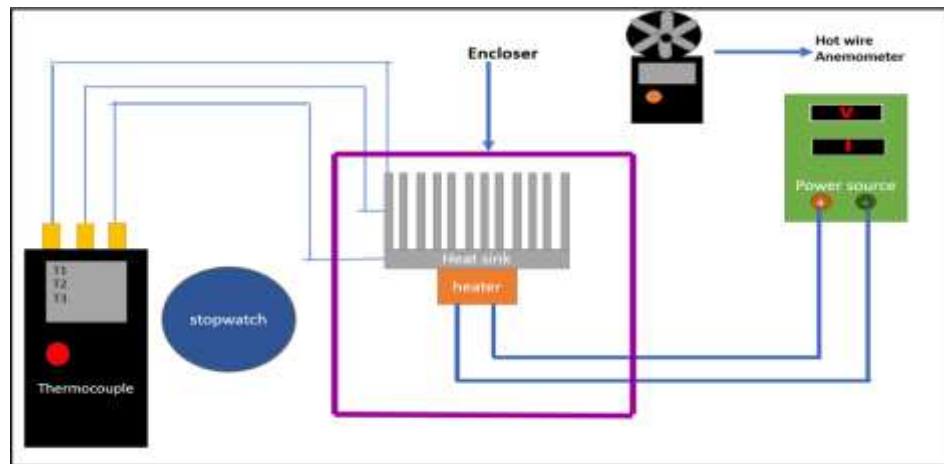 Hot wire
Anemometer
Encloser
V
I
Power source
+
-
Heat sink
heater
T1
T2
T3
stopwatch
Thermocouple